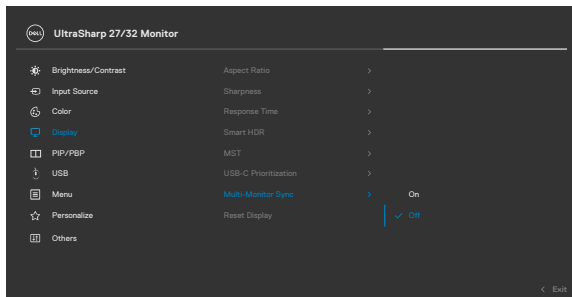 DELL UltraSharp 27/32 Monitor
Brightness/Contrast Aspect Ratio >
Input Source Sharpness >
Color Response Time >
Display Smart HDR >
PIP/PBP MST >
USB USB-C Prioritization >
Menu Multi-Monitor Sync > On
Personalize Reset Display ✓ Off
Others
< Exit